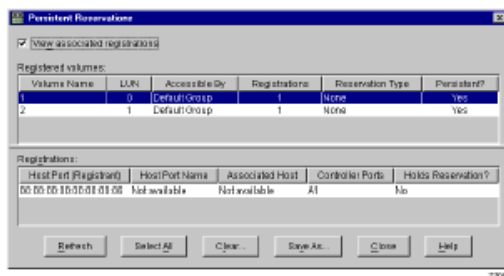 Persistent Reservations
View associated registrations
Registered volumes:
Volume Name LUN Accessible By Registrations Reservation Type Persistent?
1 0 Default Group 1 None Yes
2 1 Default Group 1 None Yes
Registrations:
Host Port (Registrant) Host Port Name Associated Host Controller Ports Holds Reservation?
Not available Not available A1 No
Refresh Select All Clear... Save As... Close Help